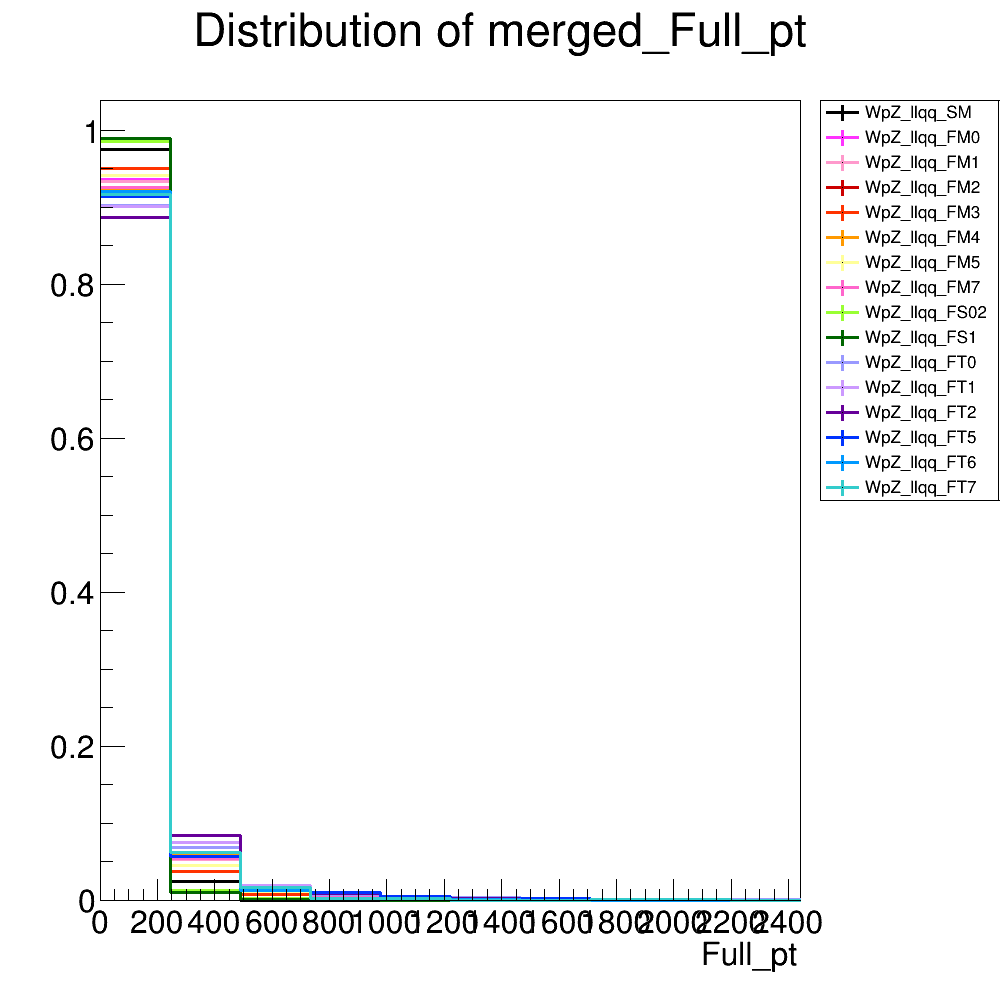 Distribution of merged_Full_pt
1
0.8
0.6
0.4
0.2
0
0 200 400 600 800 1000 1200 1400 1600 1800 2000 2200 2400
Full_pt
WpZ_llqq_SM
WpZ_llqq_FM0
WpZ_llqq_FM1
WpZ_llqq_FM2
WpZ_llqq_FM3
WpZ_llqq_FM4
WpZ_llqq_FM5
WpZ_llqq_FM7
WpZ_llqq_FS02
WpZ_llqq_FS1
WpZ_llqq_FT0
WpZ_llqq_FT1
WpZ_llqq_FT2
WpZ_llqq_FT5
WpZ_llqq_FT6
WpZ_llqq_FT7